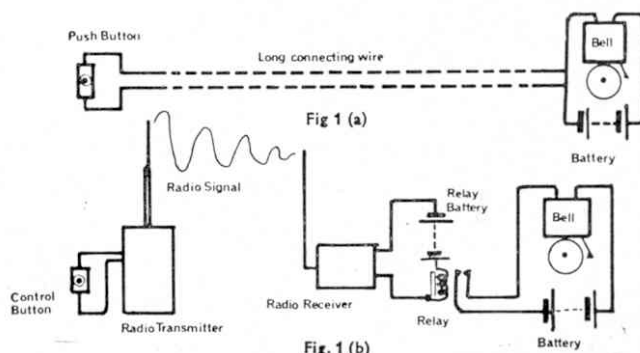 Push Button
Long connecting wire
Bell
Fig 1 (a)
Battery
Radio Signal
Relay
Battery
Bell
Control
Button
Radio Transmitter
Radio Receiver
Relay
Battery
Fig. 1 (b)